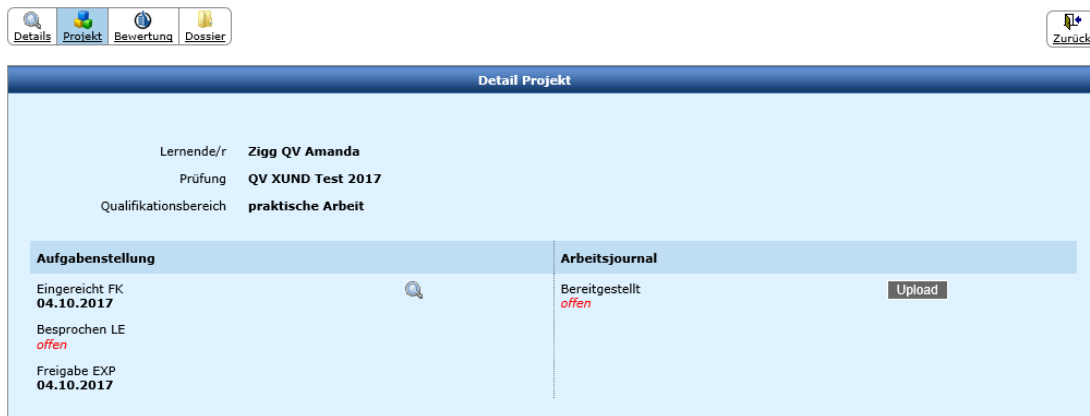 Details Projekt Bewertung Dossier Zurück
Detail Projekt
Lernende/r Zigg QV Amanda
Prüfung QV XUND Test 2017
Qualifikationsbereich praktische Arbeit
Aufgabenstellung Arbeitsjournal
Eingereicht FK Bereitgestellt Upload
04.10.2017 offen
Besprochen LE
offen
Freigabe EXP
04.10.2017